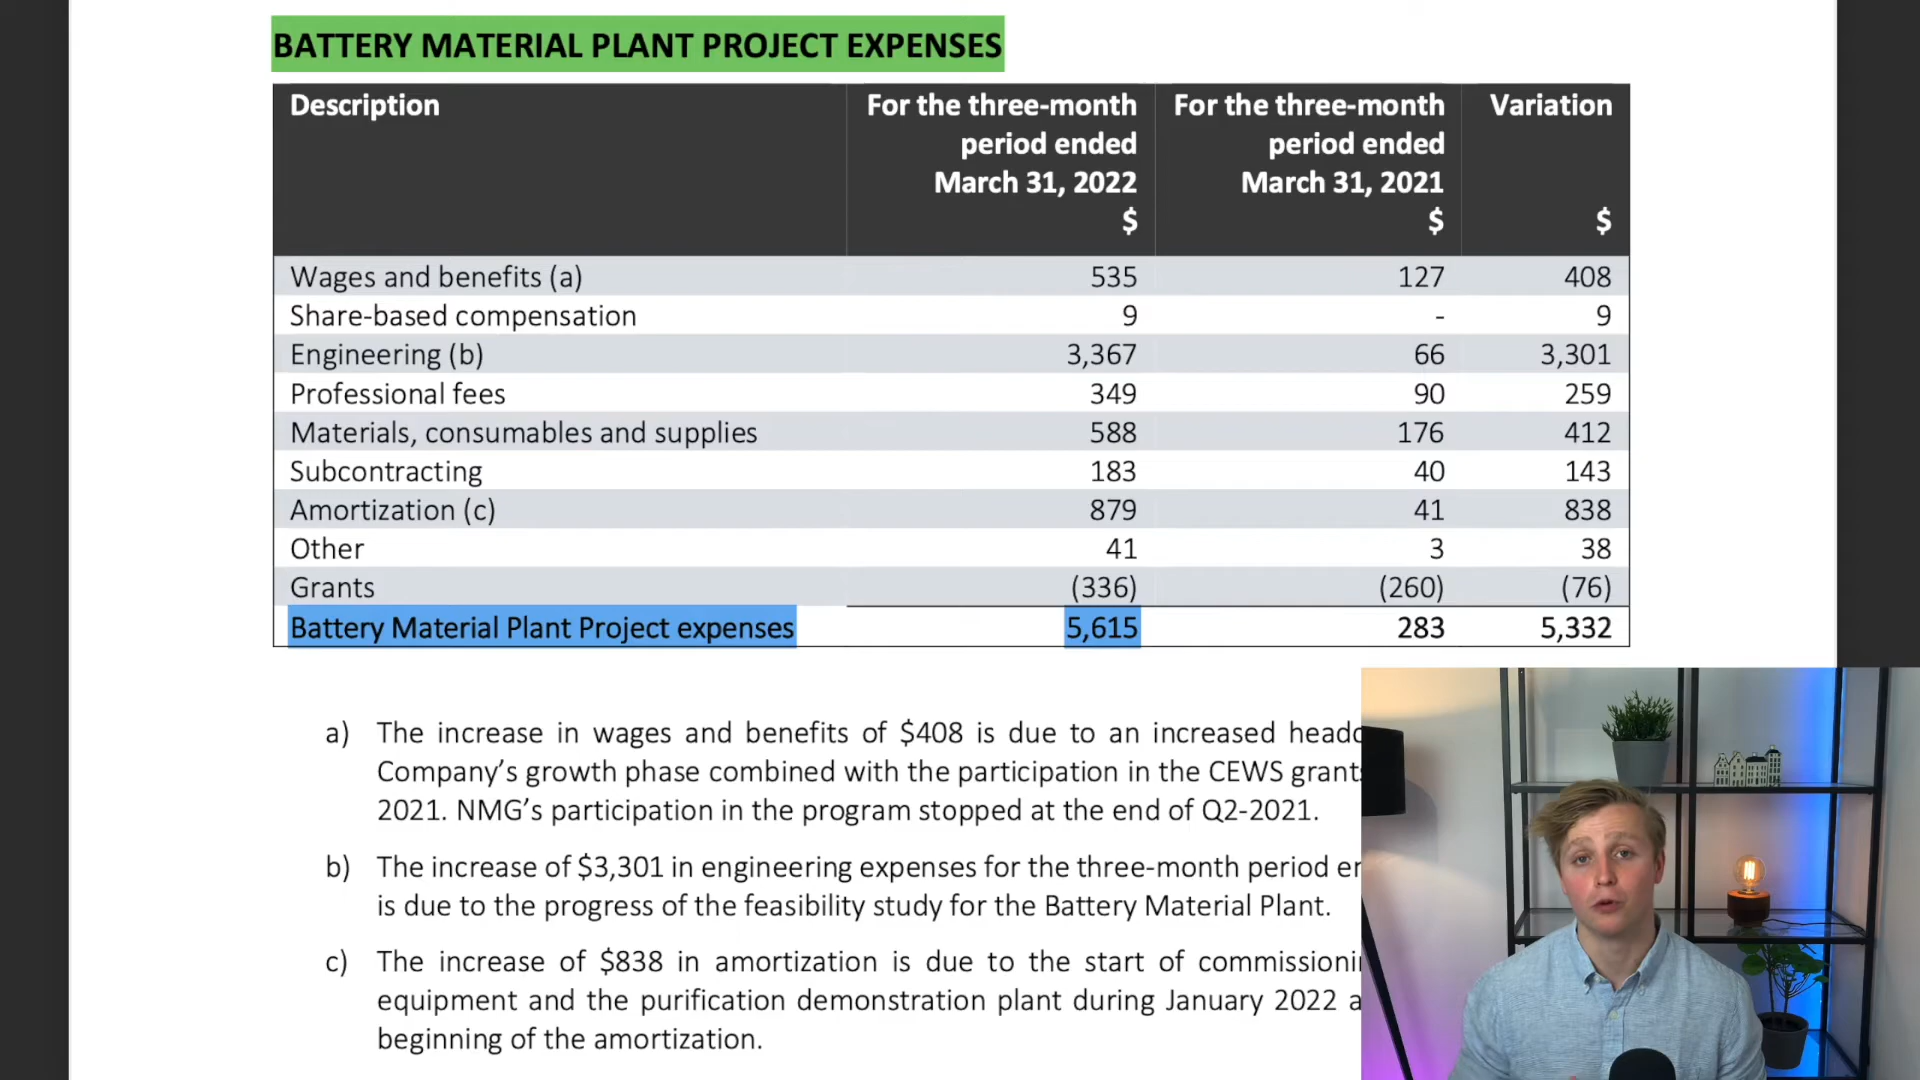 BATTERY MATERIAL PLANT PROJECT EXPENSES
Description For the three-month period ended March 31, 2022 $ For the three-month period ended March 31, 2021 $ Variation $
Wages and benefits (a) 535 127 408
Share-based compensation 9 - 9
Engineering (b) 3,367 66 3,301
Professional fees 349 90 259
Materials, consumables and supplies 588 176 412
Subcontracting 183 40 143
Amortization (c) 879 41 838
Other 41 3 38
Grants (336) (260) (76)
Battery Material Plant Project expenses 5,615 283 5,332
a) The increase in wages and benefits of $408 is due to an increased
Company’s growth phase combined with the participation in the CEWS
2021. NMG’s participation in the program stopped at the end of Q2-2021.
b) The increase of $3,301 in engineering expenses for the three-month period
is due to the progress of the feasibility study for the Battery Material Plant.
c) The increase of $838 in amortization is due to the start of
equipment and the purification demonstration plant during January 2022
beginning of the amortization.